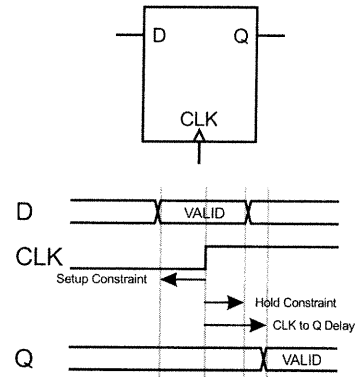 D Q
CLK
D VALID
CLK
Setup Constraint
Hold Constraint
CLK to Q Delay
Q VALID